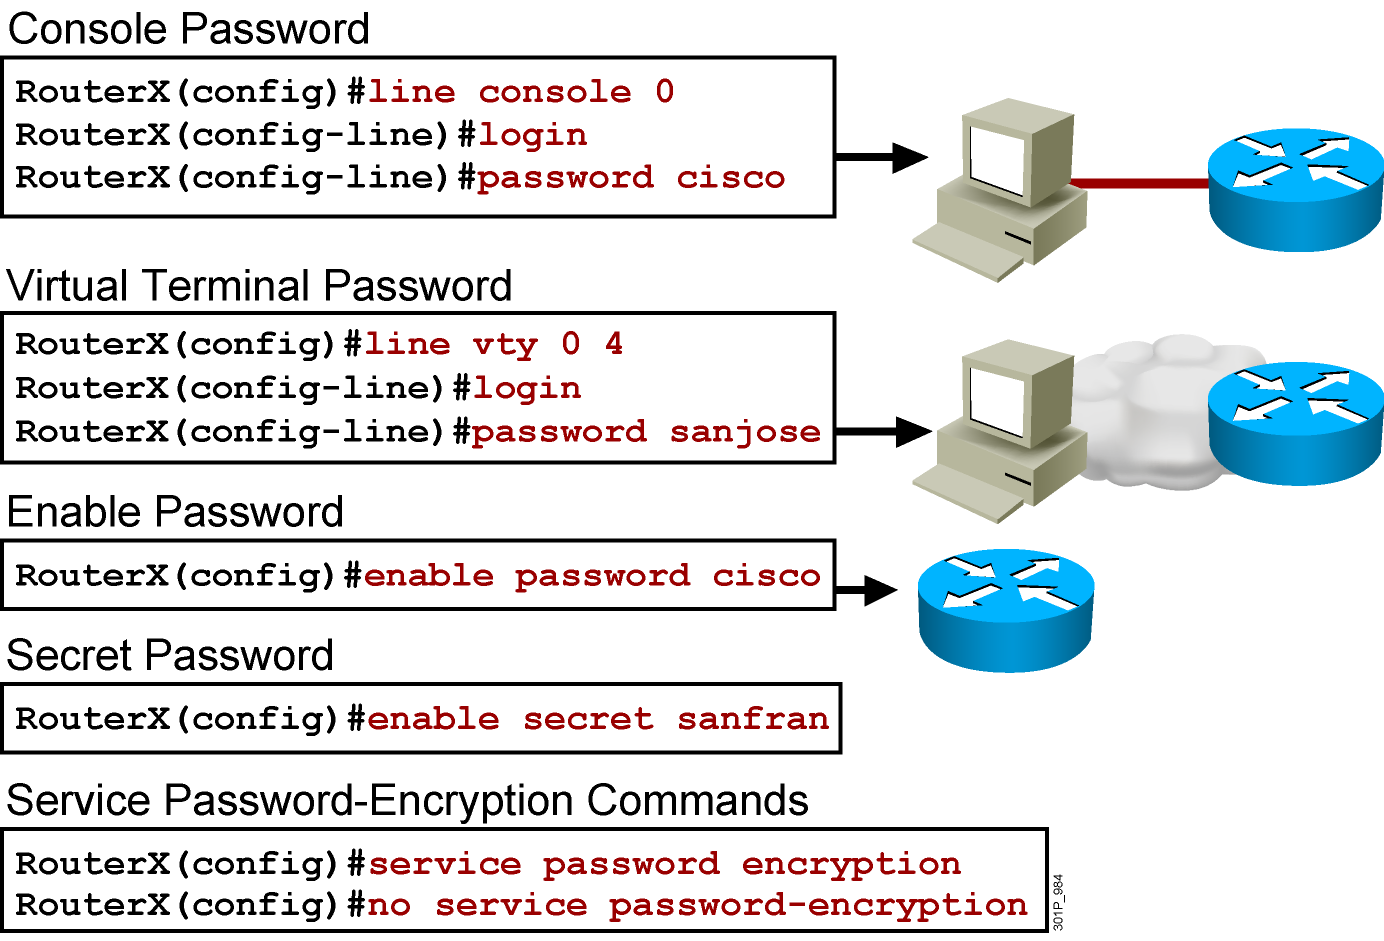 Console Password
RouterX(config)#line console 0
RouterX(config-line)#login
RouterX(config-line)#password cisco
Virtual Terminal Password
RouterX(config)#line vty 0 4
RouterX(config-line)#login
RouterX(config-line)#password sanjose
Enable Password
RouterX(config)#enable password cisco
Secret Password
RouterX(config)#enable secret sanfran
Service Password-Encryption Commands
RouterX(config)#service password encryption
RouterX(config)#no service password-encryption
301P_984